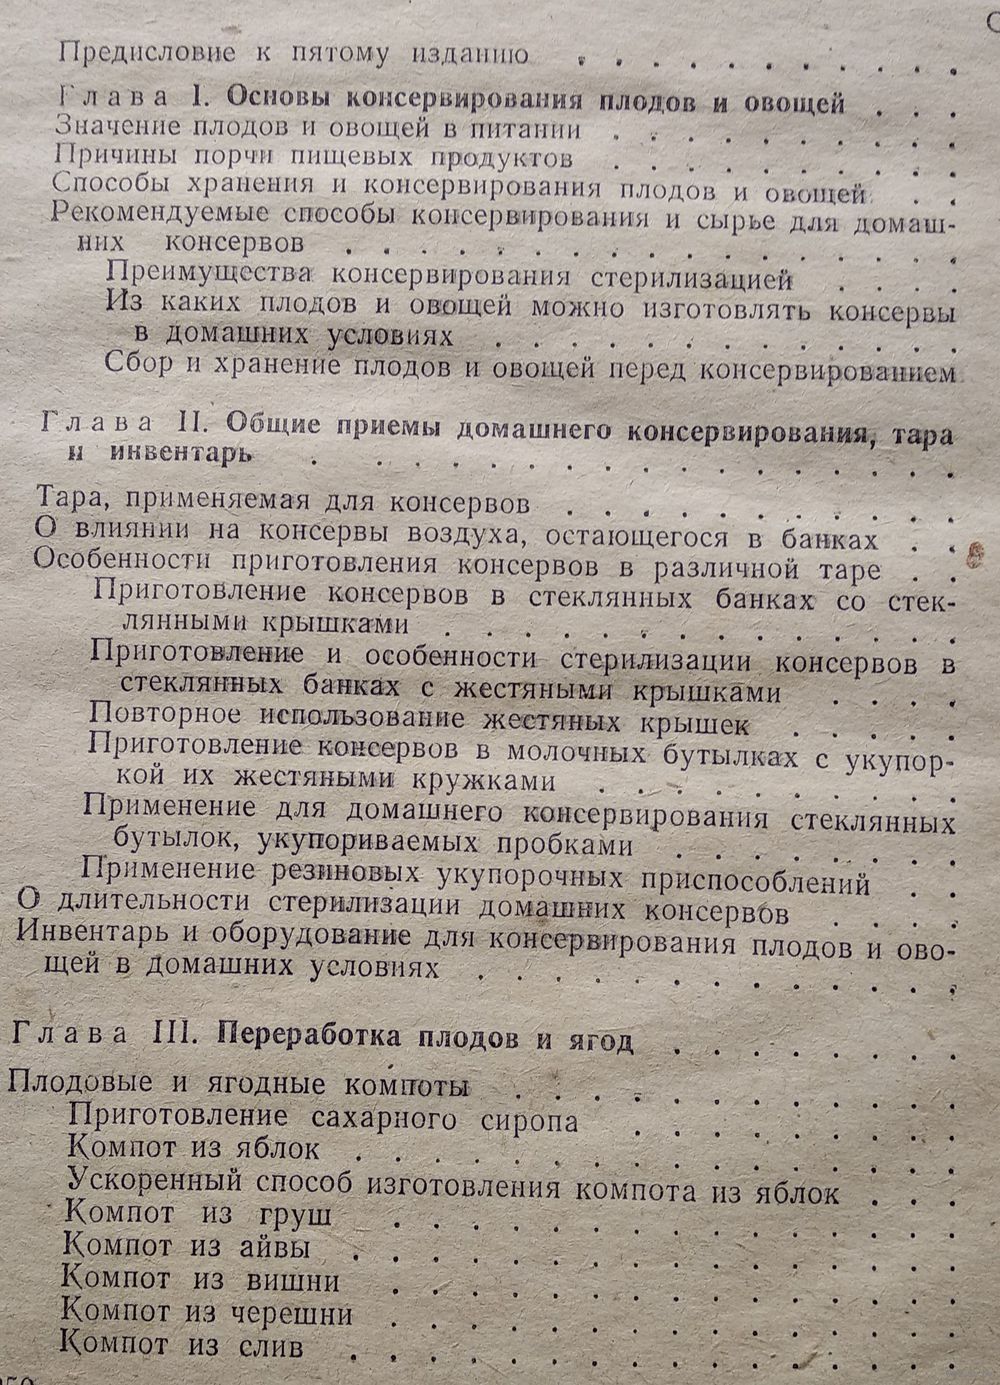 С
Предисловие к пятому изданию . . . . . . . . . . .
Глава I. Основы консервирования плодов и овощей . . .
Значение плодов и овощей в питании . . . . . . . . .
Причины порчи пищевых продуктов . . . . . . . . .
Способы хранения и консервирования плодов и овощей . .
Рекомендуемые способы консервирования и сырье для домаш-
них консервов . . . . . . . . . . . . . . . .
Преимущества консервирования стерилизацией . . . .
Из каких плодов и овощей можно изготовлять консервы
в домашних условиях . . . . . . . . . . . .
Сбор и хранение плодов и овощей перед консервированием
Глава II. Общие приемы домашнего консервирования, тара
и инвентарь . . . . . . . . . . . . . . . . .
Тара, применяемая для консервов . . . . . . . . . . .
О влиянии на консервы воздуха, остающегося в банках . .
Особенности приготовления консервов в различной таре . .
Приготовление консервов в стеклянных банках со стек-
лянными крышками . . . . . . . . . . . . . .
Приготовление и особенности стерилизации консервов в
стеклянных банках с жестяными крышками . . . .
Повторное использование жестяных крышек . . . . .
Приготовление консервов в молочных бутылках с укупор-
кой их жестяными кружками . . . . . . . . . .
Применение для домашнего консервирования стеклянных
бутылок, укупориваемых пробками . . . . . . . .
Применение резиновых укупорочных приспособлений . .
О длительности стерилизации домашних консервов . . . .
Инвентарь и оборудование для консервирования плодов и ово-
щей в домашних условиях . . . . . . . . . . . . .
Глава III. Переработка плодов и ягод . . . . . . . .
Плодовые и ягодные компоты . . . . . . . . . . . .
Приготовление сахарного сиропа . . . . . . . . .
Компот из яблок . . . . . . . . . . . . . . . .
Ускоренный способ изготовления компота из яблок . . .
Компот из груш . . . . . . . . . . . . . . .
Компот из айвы . . . . . . . . . . . . . . . .
Компот из вишни . . . . . . . . . . . . . . .
Компот из черешни . . . . . . . . . . . . . . .
Компот из слив . . . . . . . . . . . . . . . .